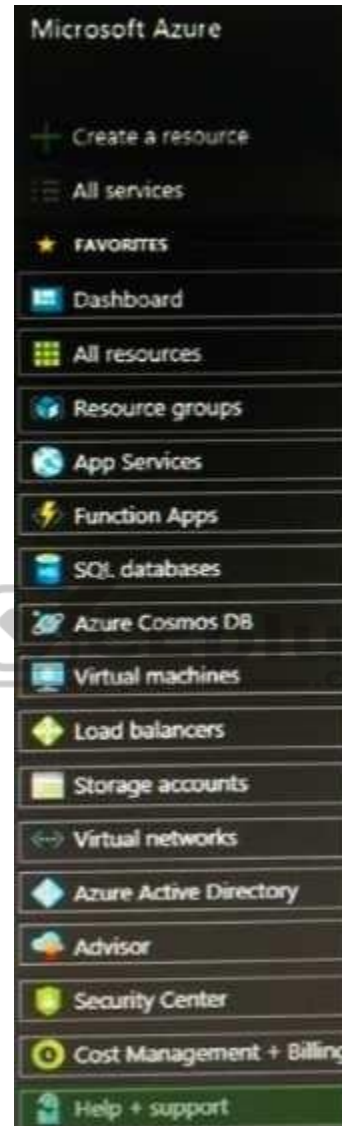 Microsoft Azure
Create a resource
All services
FAVORITES
Dashboard
All resources
Resource groups
App Services
Function Apps
SQL databases
Azure Cosmos DB
Virtual machines
Load balancers
Storage accounts
Virtual networks
Azure Active Directory
Advisor
Security Center
Cost Management + Billing
Help + support